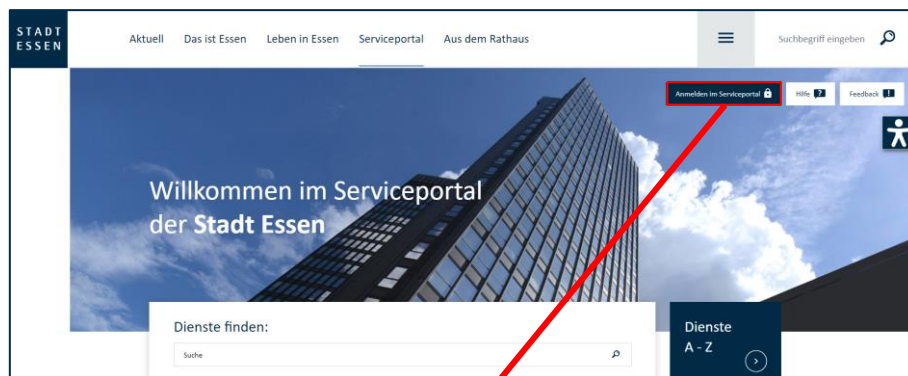 STADT
ESSEN
Aktuell Das ist Essen Leben in Essen Serviceportal Aus dem Rathaus
Suchbegriff eingeben
Anmelden im Serviceportal Hilfe ? Feedback !
Willkommen im Serviceportal
der Stadt Essen
Dienste finden:
Suche
Dienste
A - Z